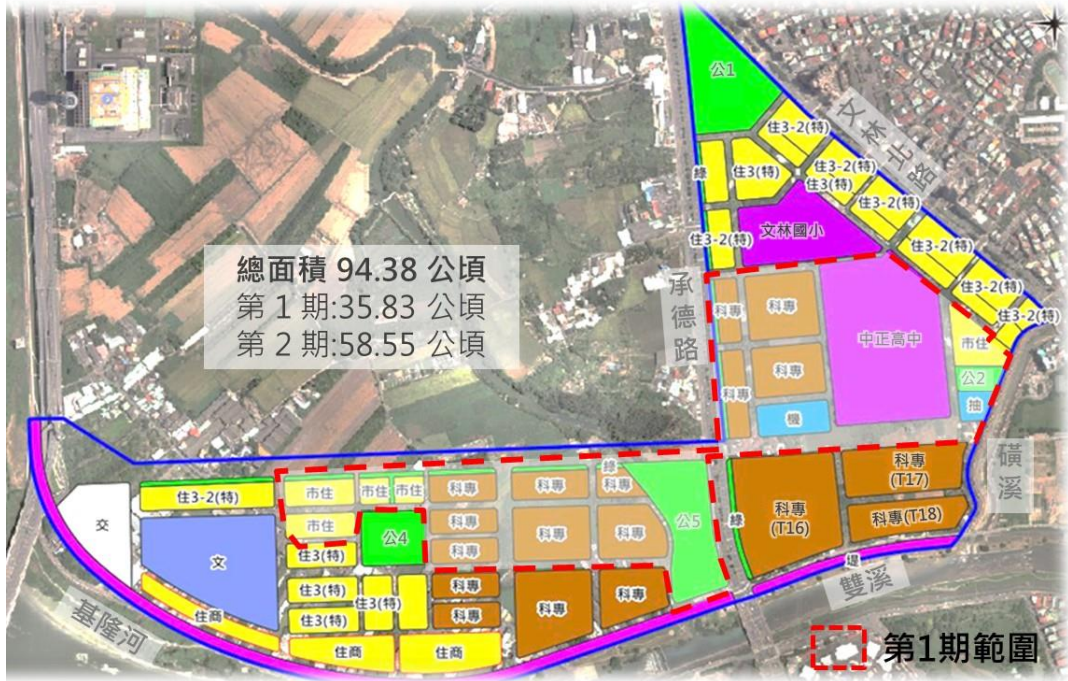 公1
文林北路
住3-2(特)
綠
住3(特)
住3-2(特)
住3(特)
住3-2(特)
住3-2(特)
文林國小
住3-2(特)
住3-2(特)
住3-2(特)
總面積 94.38 公頃
第 1 期:35.83 公頃
第 2 期:58.55 公頃
承德路
科專
科專
中正高中
市住
科專
科專
公2
抽
機
磺溪
科專
(T17)
科專
(T16)
科專(T18)
綠
堤
雙溪
交
住3-2(特)
市住
市住
市住
科專
科專
綠
科專
市住
公4
科專
科專
科專
公5
文
住3(特)
科專
住3(特)
住3(特)
科專
科專
科專
住商
住3(特)
科專
基隆河
住商
住商
第1期範圍